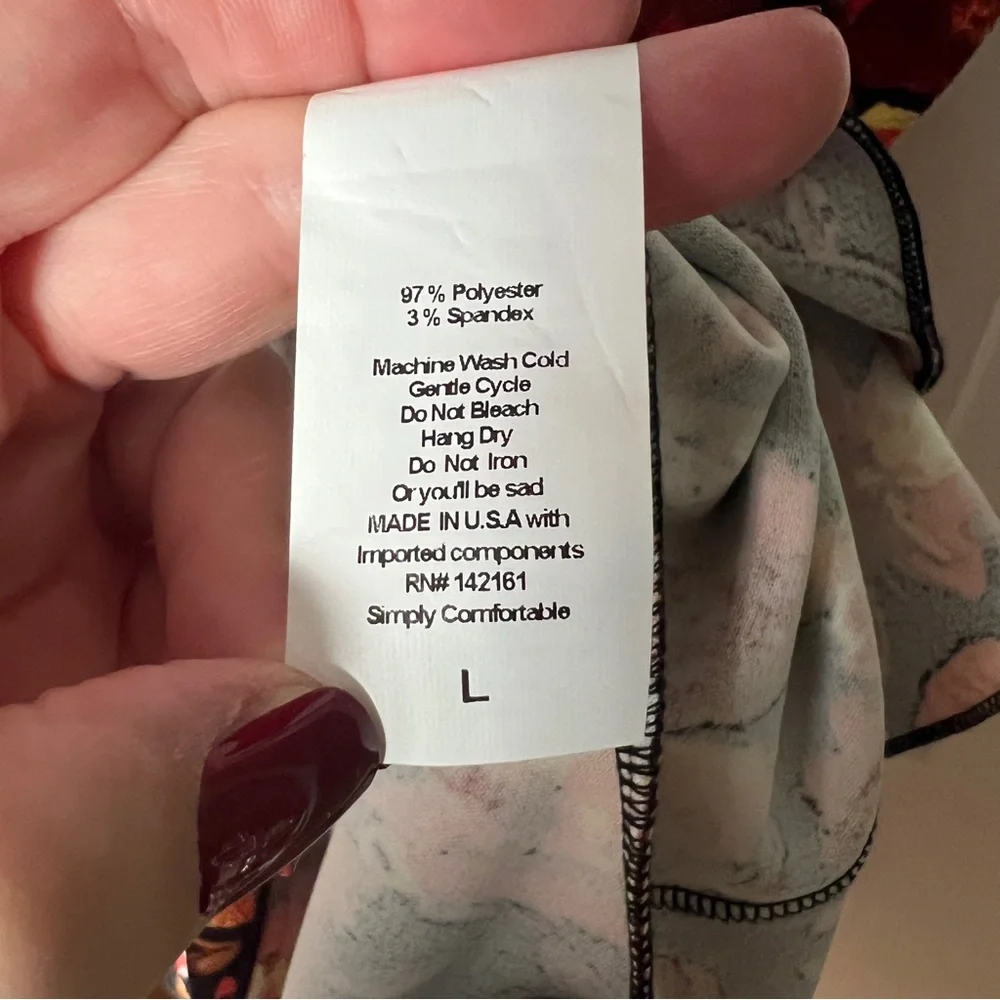 97% Polyester
3% Spandex
Machine Wash Cold
Gentle Cycle
Do Not Bleach
Hang Dry
Do Not Iron
Or you'll be sad
MADE IN U.S.A with
Imported components
RN# 142161
Simply Comfortable
L